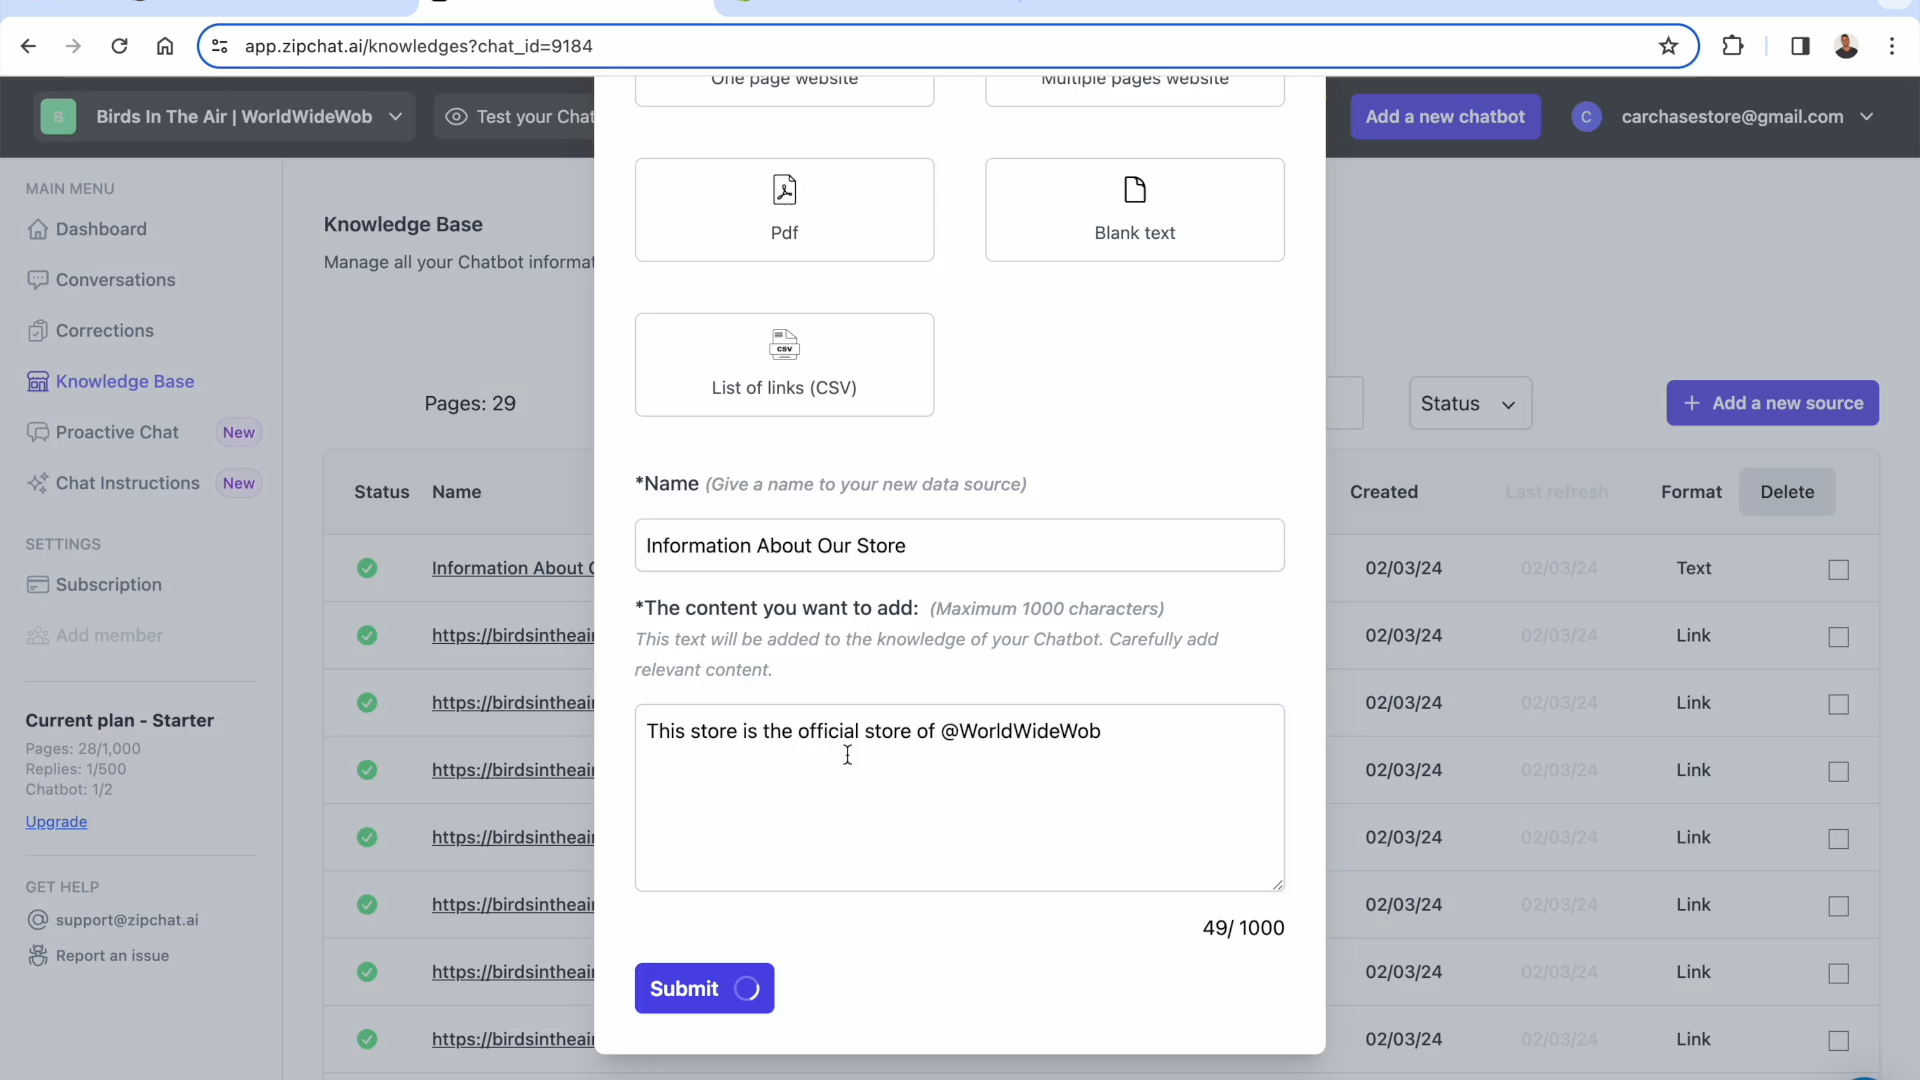 app.zipchat.ai/knowledges?chat_id=9184
B
Birds In The Air | WorldWideWob
Test your Chat
Add a new chatbot
C
carchasestore@gmail.com
One page website
Multiple pages website
MAIN MENU
Dashboard
Conversations
Corrections
Knowledge Base
Proactive Chat New
Chat Instructions New
SETTINGS
Subscription
Add member
Current plan - Starter
Pages: 28/1,000
Replies: 1/500
Chatbot: 1/2
Upgrade
GET HELP
support@zipchat.ai
Report an issue
Knowledge Base
Manage all your Chatbot informat
Pages: 29
Status
Add a new source
Status Name Created Last refresh Format Delete
Information About 02/03/24 02/03/24 Text
https://birdsintheair 02/03/24 02/03/24 Link
https://birdsintheair 02/03/24 02/03/24 Link
https://birdsintheair 02/03/24 02/03/24 Link
https://birdsintheair 02/03/24 02/03/24 Link
https://birdsintheair 02/03/24 02/03/24 Link
https://birdsintheair 02/03/24 02/03/24 Link
https://birdsintheair 02/03/24 02/03/24 Link
Pdf
Blank text
CSV
List of links (CSV)
*Name (Give a name to your new data source)
Information About Our Store
*The content you want to add: (Maximum 1000 characters)
This text will be added to the knowledge of your Chatbot. Carefully add
relevant content.
This store is the official store of @WorldWideWob
49/ 1000
Submit